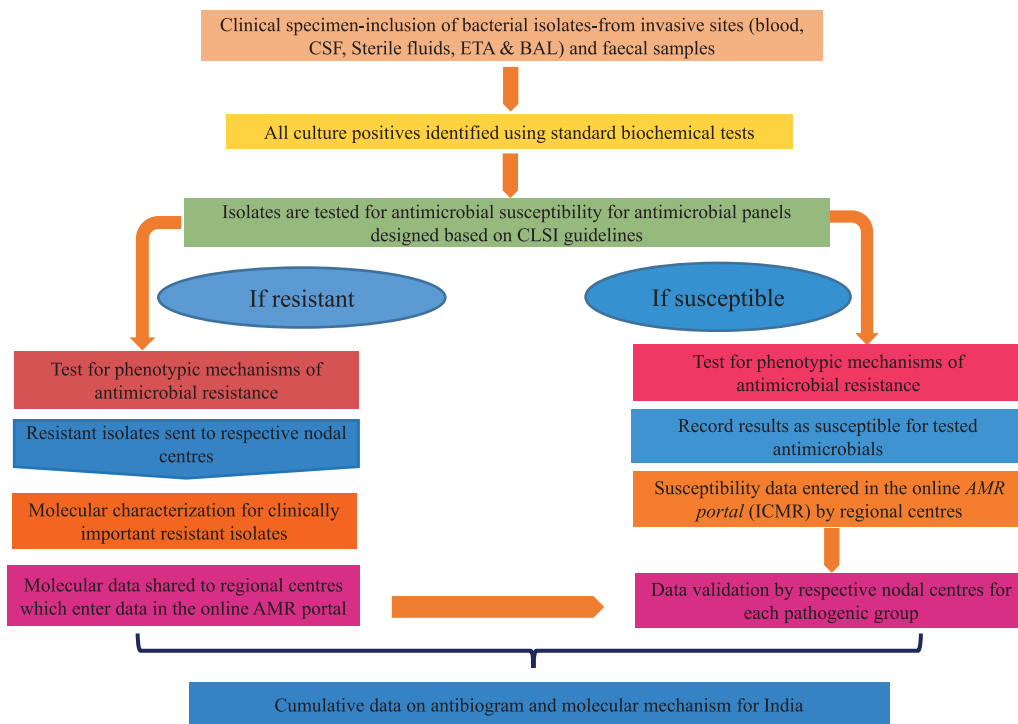 Clinical specimen-inclusion of bacterial isolates-from invasive sites (blood,
CSF, Sterile fluids, ETA & BAL) and faecal samples
All culture positives identified using standard biochemical tests
Isolates are tested for antimicrobial susceptibility for antimicrobial panels
designed based on CLSI guidelines
If resistant
Test for phenotypic mechanisms of
antimicrobial resistance
Resistant isolates sent to respective nodal
centres
Molecular characterization for clinically
important resistant isolates
Molecular data shared to regional centres
which enter data in the online AMR portal
If susceptible
Test for phenotypic mechanisms of
antimicrobial resistance
Record results as susceptible for tested
antimicrobials
Susceptibility data entered in the online AMR
portal (ICMR) by regional centres
Data validation by respective nodal centres for
each pathogenic group
Cumulative data on antibiogram and molecular mechanism for India